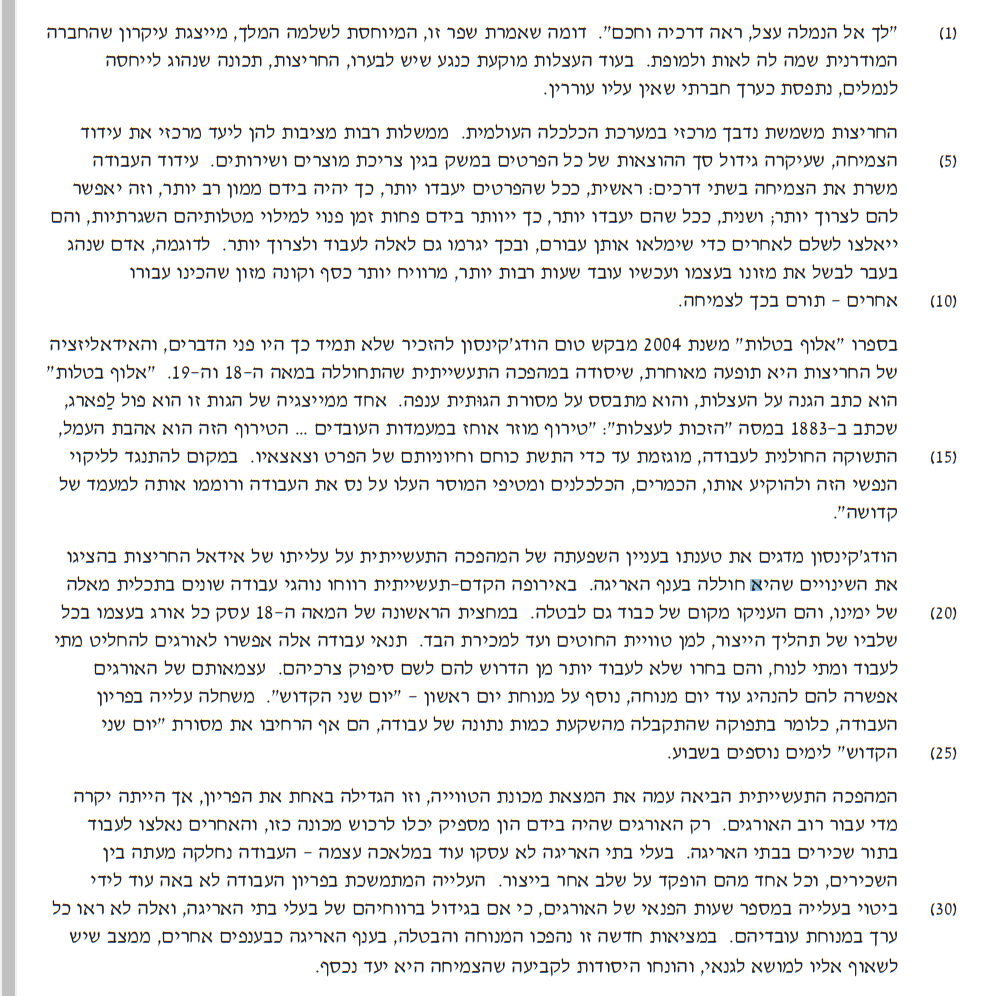 (1) "לך אל הנמלה עצל, ראה דרכיה וחכם". דומה שאמרת שפר זו, המיוחסת לשלמה המלך, מייצגת עיקרון שהחברה
המודרנית שמה לה לאות ולמופת. בעוד העצלות מוקעת כנגע שיש לבערו, החריצות, תכונה שנהוג לייחסה
לנמלים, נתפסת כערך חברתי שאין עליו עוררין.
החריצות משמשת נדבך מרכזי במערכת הכלכלה העולמית. ממשלות רבות מציבות להן ליעד מרכזי את עידוד
(5) הצמיחה, שעיקרה גידול סך ההוצאות של כל הפרטים במשק בגין צריכת מוצרים ושירותים. עידוד העבודה
משרת את הצמיחה בשתי דרכים: ראשית, ככל שהפרטים יעבדו יותר, כך יהיה בידם ממון רב יותר, וזה יאפשר
להם לצרוך יותר; ושנית, ככל שהם יעבדו יותר, כך ייוותר בידם פחות זמן פנוי למילוי מטלותיהם השגרתיות, והם
ייאלצו לשלם לאחרים כדי שימלאו אותן עבורם, ובכך יגרמו גם לאלה לעבוד ולצרוך יותר. לדוגמה, אדם שנהג
בעבר לבשל את מזונו בעצמו ועכשיו עובד שעות רבות יותר, מרוויח יותר כסף וקונה מזון שהכינו עבורו
(10) אחרים – תורם בכך לצמיחה.
בספרו "אלוף בטלות" משנת 2004 מבקש טום הודג'קינסון להזכיר שלא תמיד כך היו פני הדברים, והאידאליזציה
של החריצות היא תופעה מאוחרת, שיסודה במהפכה התעשייתית שהתחוללה במאה ה-18 וה-19. "אלוף בטלות"
הוא כתב הגנה על העצלות, והוא מתבסס על מסורת הגותית ענפה. אחד ממייצגיה של הגות זו הוא פול לַפארג,
שכתב ב-1883 במסה "הזכות לעצלות": "טירוף מוזר אוחז במעמדות העובדים ... הטירוף הזה הוא אהבת העמל,
(15) התשוקה החולנית לעבודה, מוגזמת עד כדי התשת כוחם וחיוניותם של הפרט וצאצאיו. במקום להתנגד לליקוי
הנפשי הזה ולהוקיע אותו, הכמרים, הכלכלנים ומטיפי המוסר העלו על נס את העבודה ורוממו אותה למעמד של
קדושה".
הודג'קינסון מדגים את טענתו בעניין השפעתה של המהפכה התעשייתית על עלייתו של אידאל החריצות בהציגו
את השינויים שהיא חוללה בענף האריגה. באירופה הקדם-תעשייתית רווחו נוהגי עבודה שונים בתכלית מאלה
(20) של ימינו, והם העניקו מקום של כבוד גם לבטלה. במחצית הראשונה של המאה ה-18 עסק כל אורג בעצמו בכל
שלביו של תהליך הייצור, למן טוויית החוטים ועד למכירת הבד. תנאי עבודה אלה אפשרו לאורגים להחליט מתי
לעבוד ומתי לנוח, והם בחרו שלא לעבוד יותר מן הדרוש להם לשם סיפוק צרכיהם. עצמאותם של האורגים
אפשרה להם להנהיג עוד יום מנוחה, נוסף על מנוחת יום ראשון – "יום שני הקדוש". משחלה עלייה בפריון
העבודה, כלומר בתפוקה שהתקבלה מהשקעת כמות נתונה של עבודה, הם אף הרחיבו את מסורת "יום שני
(25) הקדוש" לימים נוספים בשבוע.
המהפכה התעשייתית הביאה עמה את המצאת מכונת הטווייה, וזו הגדילה באחת את הפריון, אך הייתה יקרה
מדי עבור רוב האורגים. רק האורגים שהיה בידם הון מספיק יכלו לרכוש מכונה כזו, והאחרים נאלצו לעבוד
בתור שכירים בבתי האריגה. בעלי בתי האריגה לא עסקו עוד במלאכה עצמה – העבודה נחלקה מעתה בין
השכירים, וכל אחד מהם הופקד על שלב אחר בייצור. העלייה המתמשכת בפריון העבודה לא באה עוד לידי
(30) ביטוי בעלייה במספר שעות הפנאי של האורגים, כי אם בגידול ברווחיהם של בעלי בתי האריגה, ואלה לא ראו כל
ערך במנוחת עובדיהם. במציאות חדשה זו נהפכו המנוחה והבטלה, בענף האריגה כבענפים אחרים, ממצב שיש
לשאוף אליו למושא לגנאי, והונחו היסודות לקביעה שהצמיחה היא יעד נכסף.